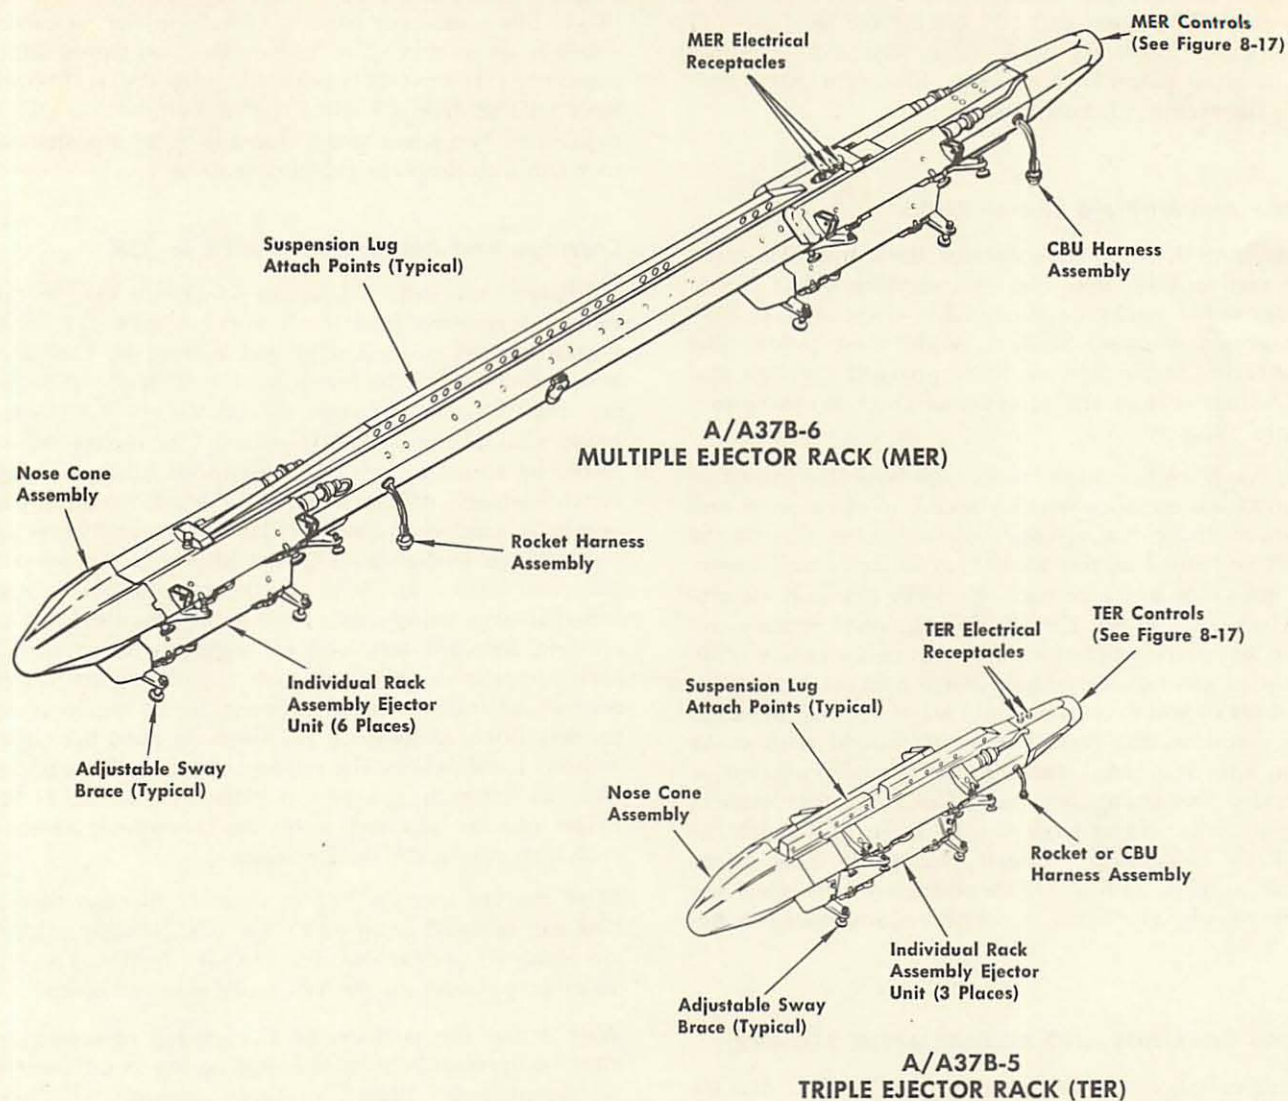 MER Controls
(See Figure 8-17)
MER Electrical
Receptacles
CBU Harness
Assembly
Suspension Lug
Attach Points (Typical)
A/A37B-6
MULTIPLE EJECTOR RACK (MER)
Nose Cone
Assembly
Rocket Harness
Assembly
Individual Rack
Assembly Ejector
Unit (6 Places)
Adjustable Sway
Brace (Typical)
TER Controls
(See Figure 8-17)
TER Electrical
Receptacles
Suspension Lug
Attach Points (Typical)
Nose Cone
Assembly
Rocket or CBU
Harness Assembly
Individual Rack
Assembly Ejector
Unit (3 Places)
Adjustable Sway
Brace (Typical)
A/A37B-5
TRIPLE EJECTOR RACK (TER)